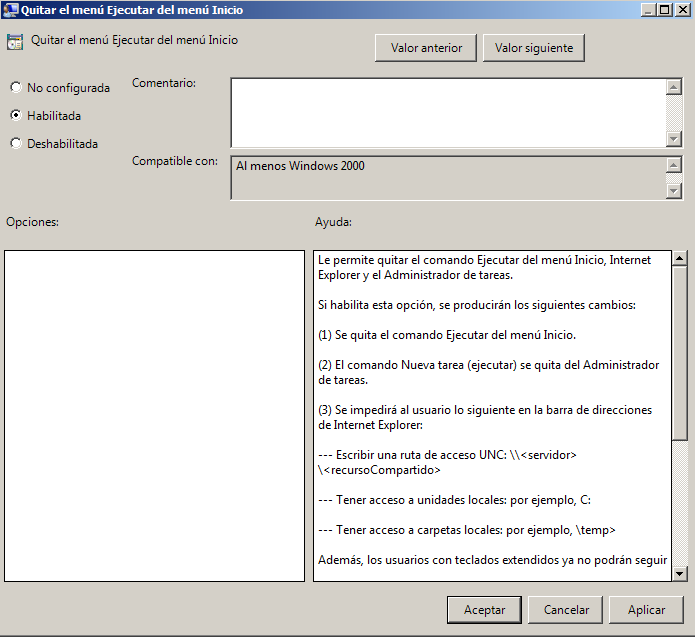 Quitar el menú Ejecutar del menú Inicio
Quitar el menú Ejecutar del menú Inicio
Valor anterior
Valor siguiente
No configurada
Habilitada
Deshabilitada
Comentario:
Compatible con:
Al menos Windows 2000
Opciones:
Ayuda:
Le permite quitar el comando Ejecutar del menú Inicio, Internet
Explorer y el Administrador de tareas.
Si habilita esta opción, se producirán los siguientes cambios:
(1) Se quita el comando Ejecutar del menú Inicio.
(2) El comando Nueva tarea (ejecutar) se quita del Administrador
de tareas.
(3) Se impedirá al usuario lo siguiente en la barra de direcciones
de Internet Explorer:
--- Escribir una ruta de acceso UNC: \\<servidor>
\<recursoCompartido>
--- Tener acceso a unidades locales: por ejemplo, C:
--- Tener acceso a carpetas locales: por ejemplo, \temp>
Además, los usuarios con teclados extendidos ya no podrán seguir
Aceptar
Cancelar
Aplicar